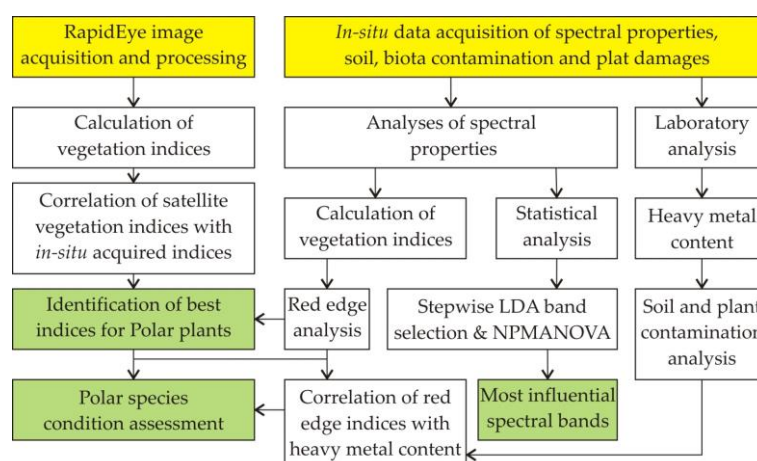 RapidEye image
acquisition and processing
In-situ data acquisition of spectral properties,
soil, biota contamination and plat damages
Calculation of
vegetation indices
Analyses of spectral
properties
Laboratory
analysis
Correlation of satellite
vegetation indices with
in-situ acquired indices
Calculation of
vegetation indices
Statistical
analysis
Heavy metal
content
Identification of best
indices for Polar plants
Red edge
analysis
Stepwise LDA band
selection & NPMANOVA
Soil and plant
contamination
analysis
Polar species
condition assessment
Correlation of red
edge indices with
heavy metal content
Most influential
spectral bands